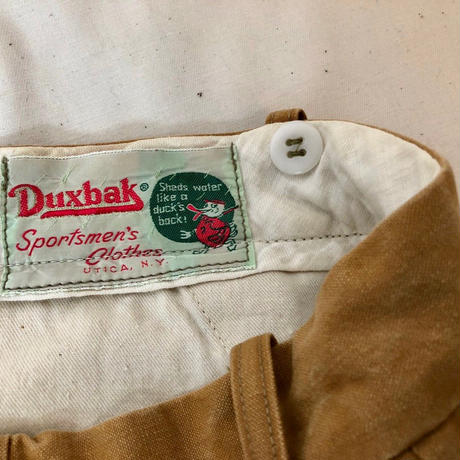 Duxbak®
Sheds water
like a
duck's
back!
Sportsmen's
Clothes
UTICA, N.Y.